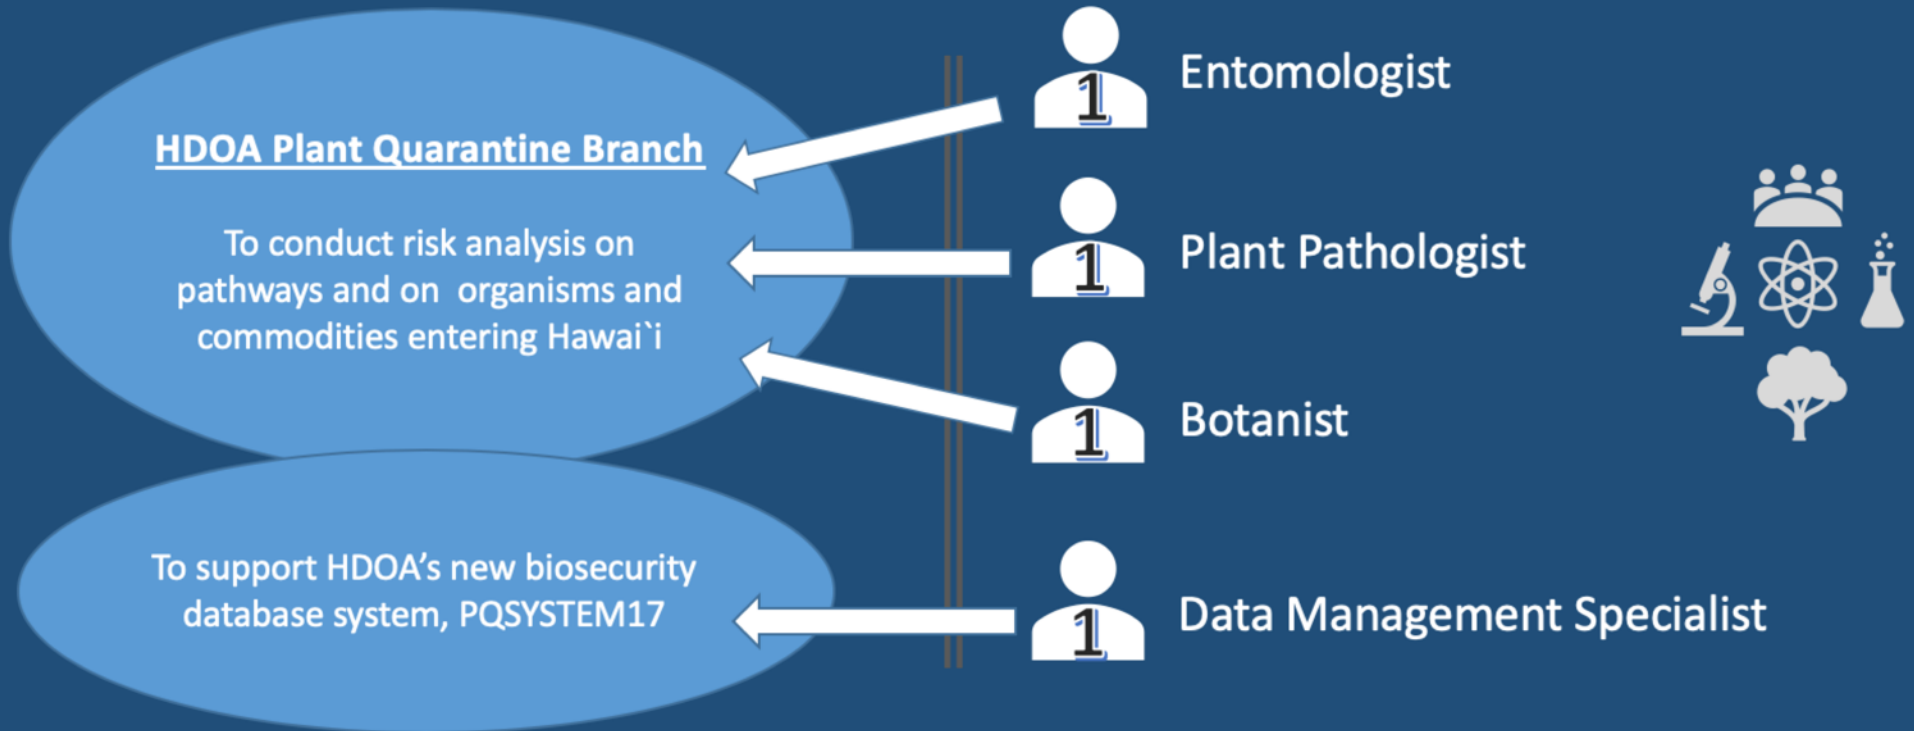 HDOA Plant Quarantine Branch
To conduct risk analysis on
pathways and on  organisms and
commodities entering Hawai`i
To support HDOA’s new biosecurity
database system, PQSYSTEM17
1
Entomologist
1
Plant Pathologist
1
Botanist
1
Data Management Specialist